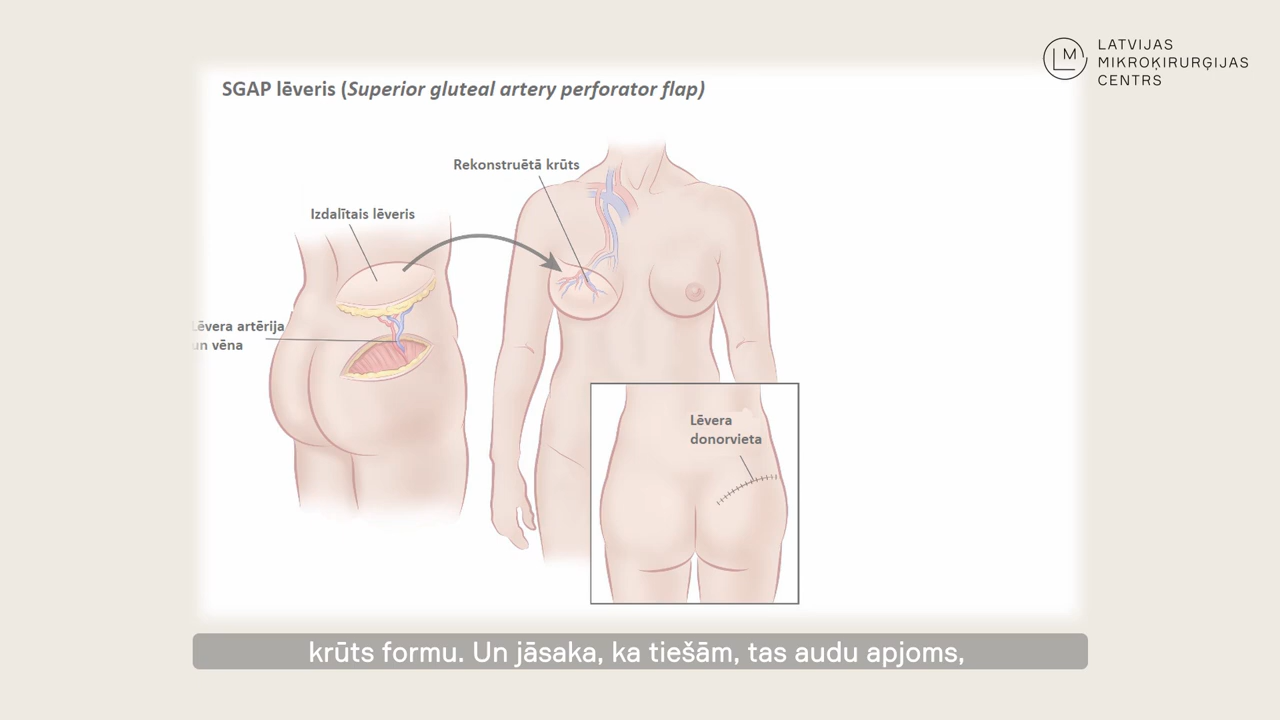 LATVIJAS
MIKROĶIRURĢIJAS
CENTRS
SGAP lēveris (Superior gluteal artery perforator flap)
Rekonstruētā krūts
Izdalītais lēveris
Lēvera artērija
un vēna
Lēvera
donorvieta
krūts formu. Un jāsaka, ka tiešām, tas audu apjoms,